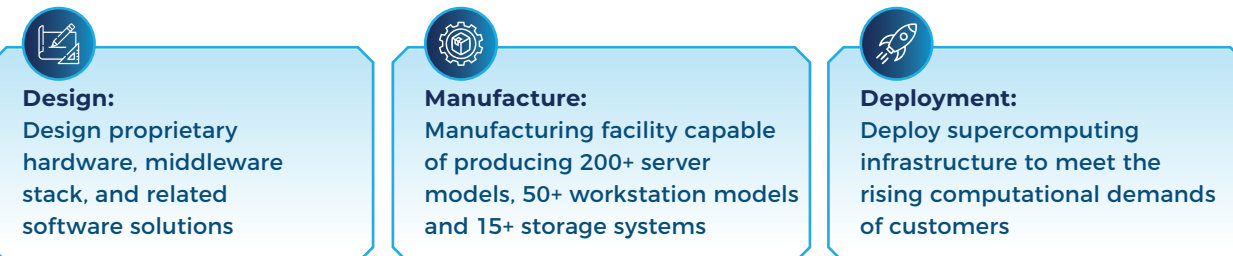 Design:
Design proprietary
hardware, middleware
stack, and related
software solutions
Manufacture:
Manufacturing facility capable
of producing 200+ server
models, 50+ workstation models
and 15+ storage systems
Deployment:
Deploy supercomputing
infrastructure to meet the
rising computational demands
of customers